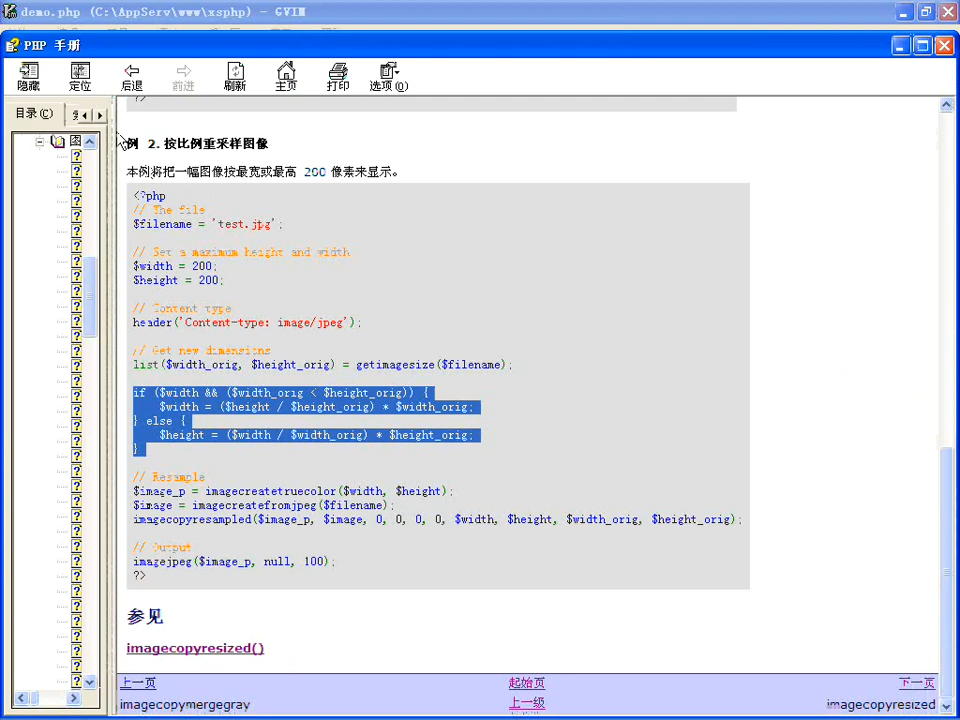 demo.php (C:\AppServ\www\xsphp) - GVIM
PHP 手册
隐藏 定位 后退 前进 刷新 主页 打印 选项(O)
目录(C)
?>
例 2. 按比例重采样图像
本例将把一幅图像按最宽或最高 200 像素来显示。
<?php
// The file
$filename = 'test.jpg';
// Set a maximum height and width
$width = 200;
$height = 200;
// Content type
header('Content-type: image/jpeg');
// Get new dimensions
list($width_orig, $height_orig) = getimagesize($filename);
if ($width && ($width_orig < $height_orig)) {
$width = ($height / $height_orig) * $width_orig;
} else {
$height = ($width / $width_orig) * $height_orig;
}
// Resample
$image_p = imagecreatetruecolor($width, $height);
$image = imagecreatefromjpeg($filename);
imagecopyresampled($image_p, $image, 0, 0, 0, 0, $width, $height, $width_orig, $height_orig);
// Output
imagejpeg($image_p, null, 100);
?>
参见
imagecopyresized()
上一页 起始页 下一页
imagecopymergegray 上一级 imagecopyresized